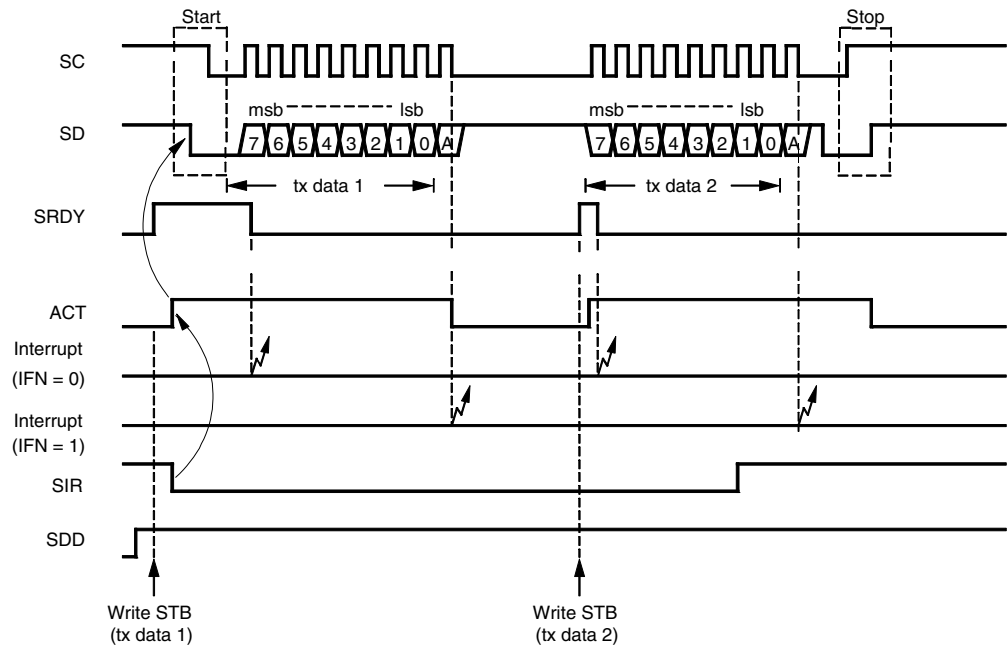 Start Stop
SC
msb lsb msb lsb
SD
7 6 5 4 3 2 1 0 A 7 6 5 4 3 2 1 0 A
tx data 1 tx data 2
SRDY
ACT
Interrupt
(IFN = 0)
Interrupt
(IFN = 1)
SIR
SDD
Write STB Write STB
(tx data 1) (tx data 2)